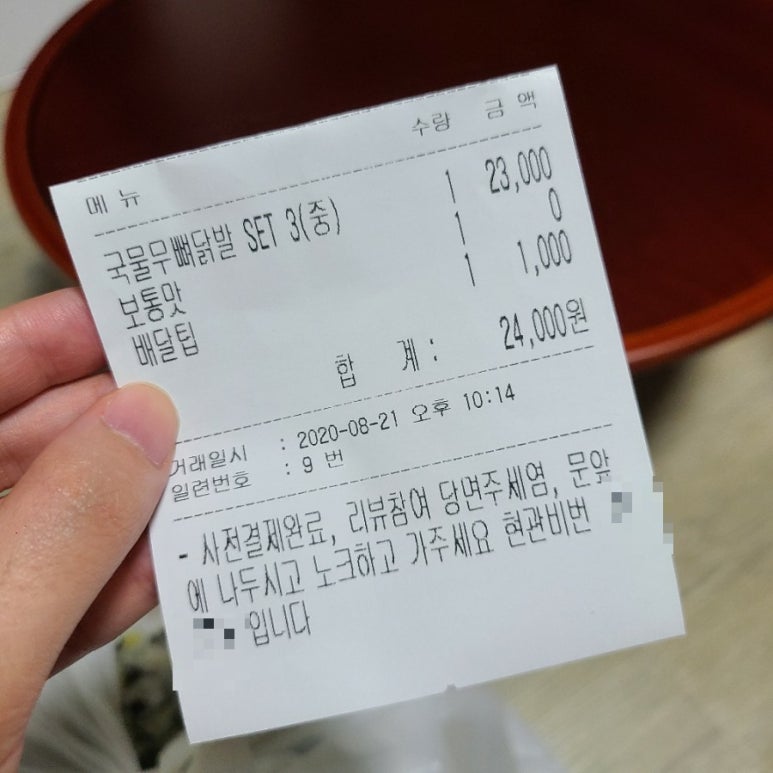 메뉴 수량 금액
국물무뼈닭발 SET 3(중) 1 23,000
보통맛 1 0
배달팁 1 1,000
합 계: 24,000원
거래일시 : 2020-08-21 오후 10:14
일련번호 : 9 번
- 사전결제완료, 리뷰참여 당면주세염, 문앞
에 나두시고 노크하고 가주세요 현관비번
입니다